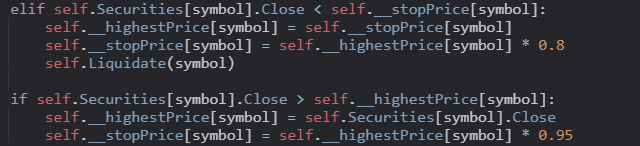 elif self.Securities[symbol].Close < self.__stopPrice[symbol]:
self.__highestPrice[symbol] = self.__stopPrice[symbol]
self.__stopPrice[symbol] = self.__highestPrice[symbol] * 0.8
self.Liquidate(symbol)
if self.Securities[symbol].Close > self.__highestPrice[symbol]:
self.__highestPrice[symbol] = self.Securities[symbol].Close
self.__stopPrice[symbol] = self.__highestPrice[symbol] * 0.95